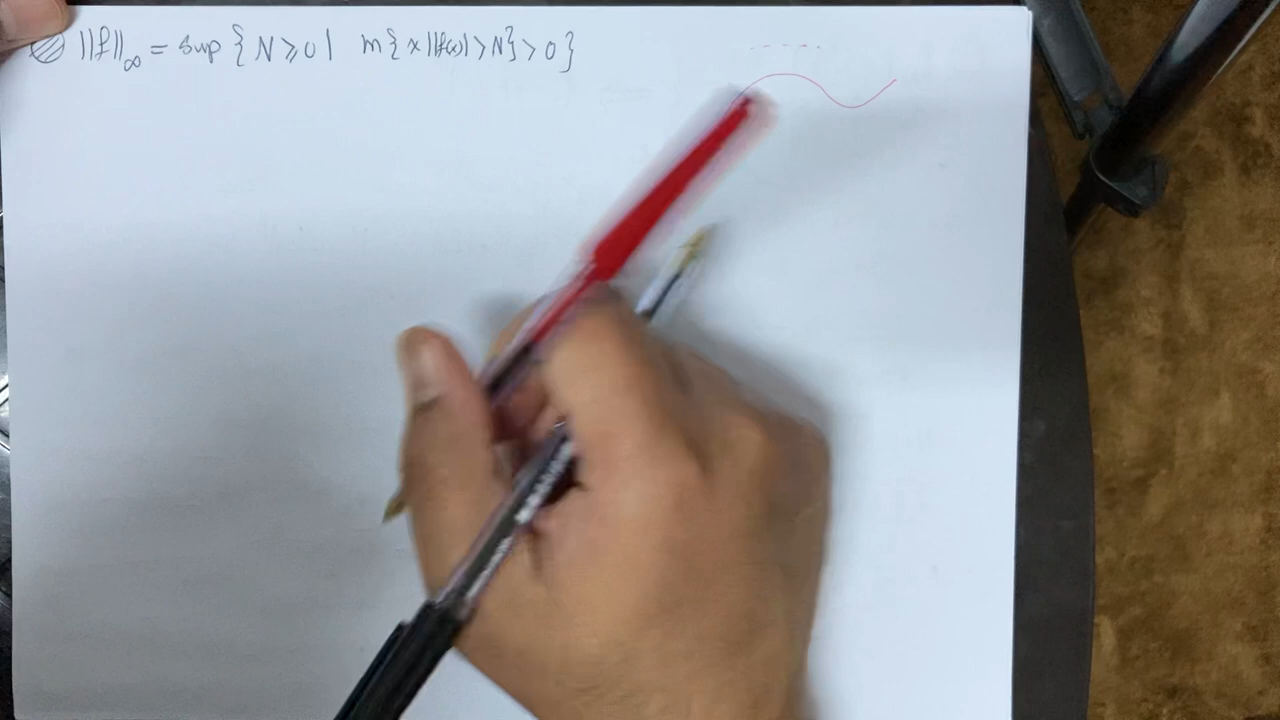 ||f||∞ = sup { N ≥ 0 | m{ x | |f(x)| > N } > 0 }